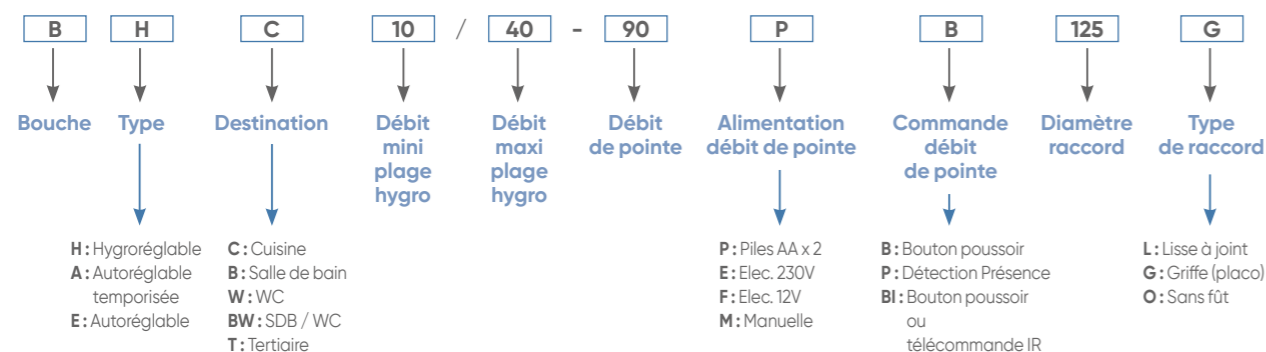 B H C 10 / 40 - 90 P B 125 G
Bouche
Type
Destination
Débit
mini
plage
hygro
Débit
maxi
plage
hygro
Débit
de pointe
Alimentation
débit de pointe
Commande
débit
de pointe
Diamètre
raccord
Type
de raccord
H : Hygroréglable
A : Autoréglable
temporisée
E : Autoréglable
C : Cuisine
B : Salle de bain
W : WC
BW : SDB / WC
T : Tertiaire
P : Piles AA x 2
E : Elec. 230V
F : Elec. 12V
M : Manuelle
B : Bouton poussoir
P : Détection Présence
BI : Bouton poussoir
ou
télécommande IR
L : Lisse à joint
G : Griffe (placo)
O : Sans fût